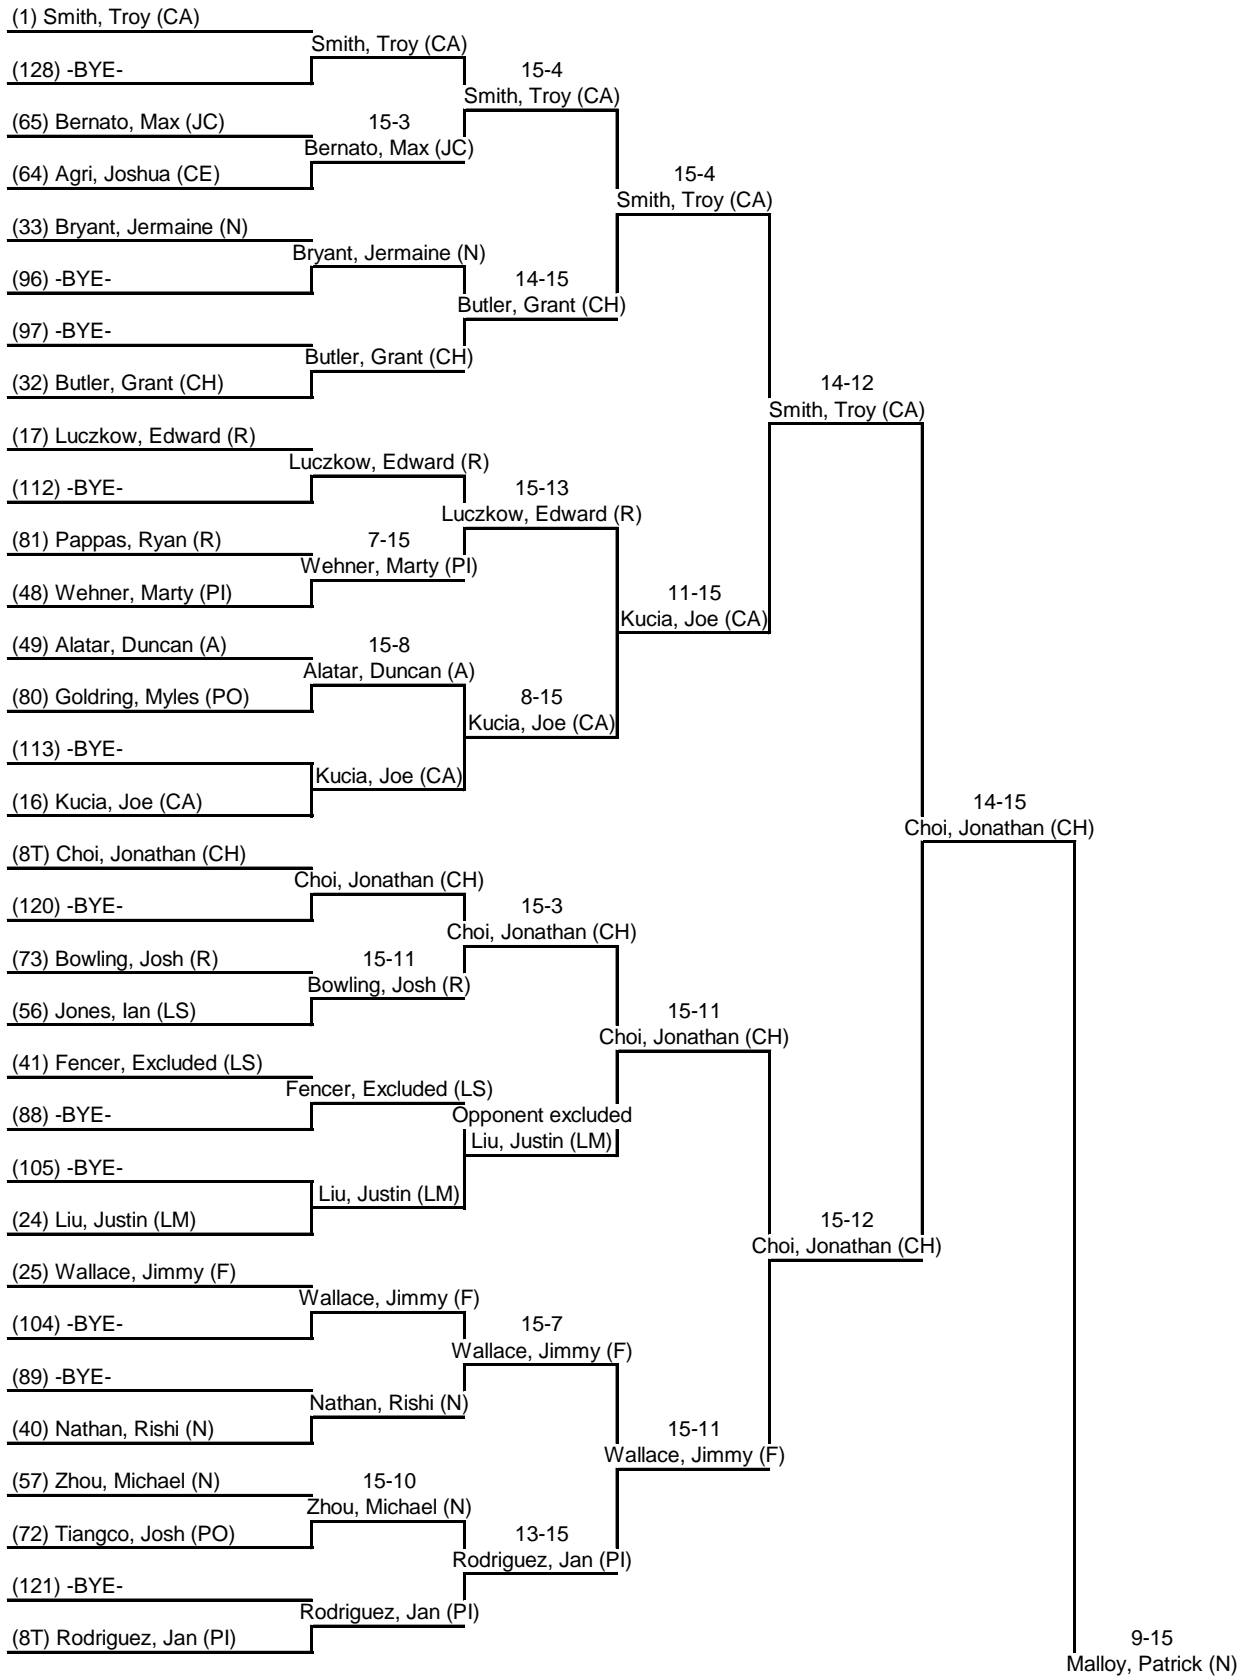 (1) Smith, Troy (CA)
(128) -BYE-
(65) Bernato, Max (JC)
(64) Agri, Joshua (CE)
(33) Bryant, Jermaine (N)
(96) -BYE-
(97) -BYE-
(32) Butler, Grant (CH)
(17) Luczkow, Edward (R)
(112) -BYE-
(81) Pappas, Ryan (R)
(48) Wehner, Marty (PI)
(49) Alatar, Duncan (A)
(80) Goldring, Myles (PO)
(113) -BYE-
(16) Kucia, Joe (CA)
(8T) Choi, Jonathan (CH)
(120) -BYE-
(73) Bowling, Josh (R)
(56) Jones, Ian (LS)
(41) Fencer, Excluded (LS)
(88) -BYE-
(105) -BYE-
(24) Liu, Justin (LM)
(25) Wallace, Jimmy (F)
(104) -BYE-
(89) -BYE-
(40) Nathan, Rishi (N)
(57) Zhou, Michael (N)
(72) Tiangco, Josh (PO)
(121) -BYE-
(8T) Rodriguez, Jan (PI)
Smith, Troy (CA)
15-3
Bernato, Max (JC)
Bryant, Jermaine (N)
Butler, Grant (CH)
Luczkow, Edward (R)
7-15
Wehner, Marty (PI)
15-8
Alatar, Duncan (A)
Kucia, Joe (CA)
Choi, Jonathan (CH)
15-11
Bowling, Josh (R)
Fencer, Excluded (LS)
Liu, Justin (LM)
Wallace, Jimmy (F)
Nathan, Rishi (N)
15-10
Zhou, Michael (N)
Rodriguez, Jan (PI)
15-4
Smith, Troy (CA)
14-15
Butler, Grant (CH)
15-13
Luczkow, Edward (R)
8-15
Kucia, Joe (CA)
15-3
Choi, Jonathan (CH)
Opponent excluded
Liu, Justin (LM)
15-7
Wallace, Jimmy (F)
13-15
Rodriguez, Jan (PI)
15-4
Smith, Troy (CA)
11-15
Kucia, Joe (CA)
15-11
Choi, Jonathan (CH)
15-11
Wallace, Jimmy (F)
14-12
Smith, Troy (CA)
15-12
Choi, Jonathan (CH)
14-15
Choi, Jonathan (CH)
9-15
Malloy, Patrick (N)